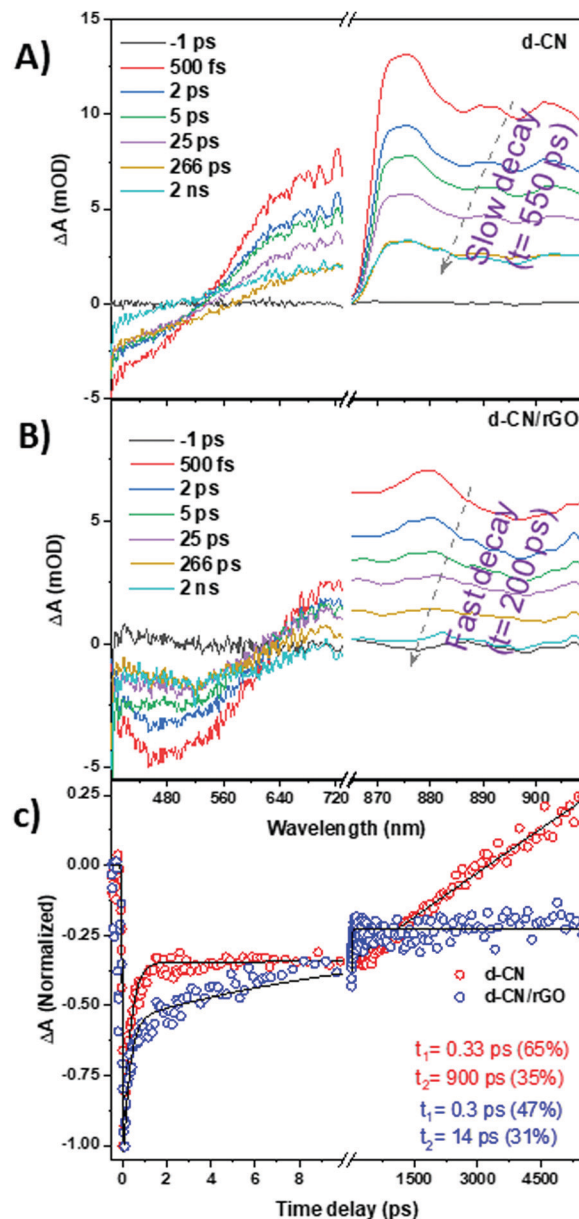 A)
d-CN
15
10
5
0
-5
ΔA (mOD)
-1 ps
500 fs
2 ps
5 ps
25 ps
266 ps
2 ns
Slow decay
(t= 550 ps)
B)
d-CN/rGO
5
0
-5
ΔA (mOD)
-1 ps
500 fs
2 ps
5 ps
25 ps
266 ps
2 ns
Fast decay
(t= 200 ps)
480 560 640 720 870 880 890 900
Wavelength (nm)
c)
0.25
0.00
-0.25
-0.50
-0.75
-1.00
ΔA (Normalized)
d-CN
d-CN/rGO
t₁= 0.33 ps (65%)
t₂= 900 ps (35%)
t₁= 0.3 ps (47%)
t₂= 14 ps (31%)
0 2 4 6 8 1500 3000 4500
Time delay (ps)